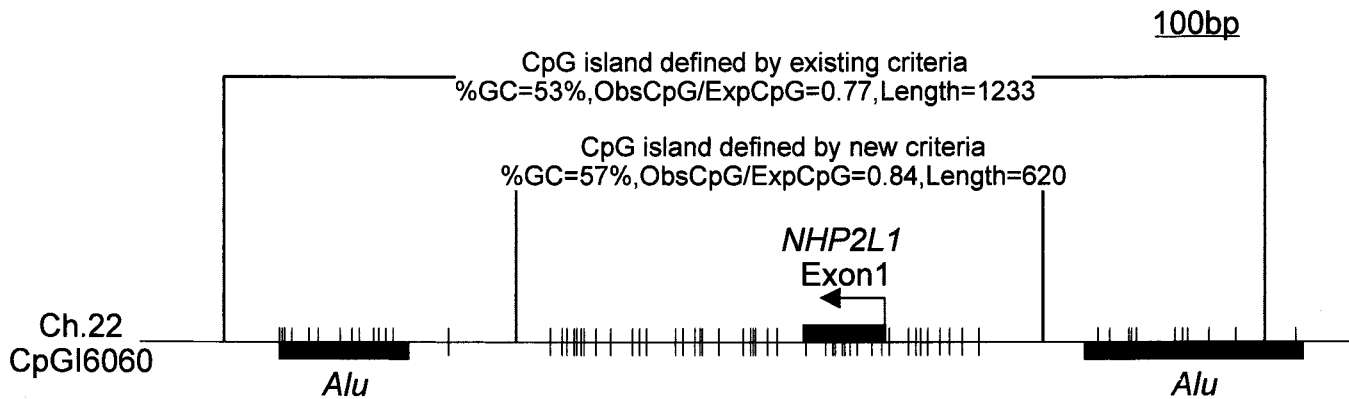 100bp
CpG island defined by existing criteria
%GC=53%,ObsCpG/ExpCpG=0.77,Length=1233
CpG island defined by new criteria
%GC=57%,ObsCpG/ExpCpG=0.84,Length=620
NHP2L1
Exon1
Ch.22
CpGI6060
Alu
Alu